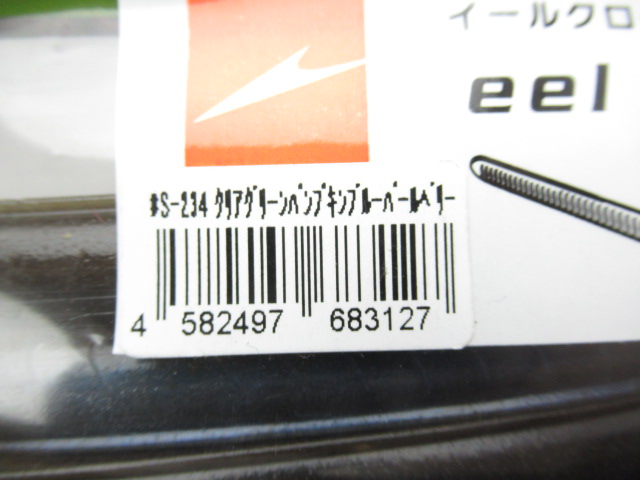 イールクロ
eel
#S-234 クリアグリーンパンプキンブルーパールベリー
4 582497 683127